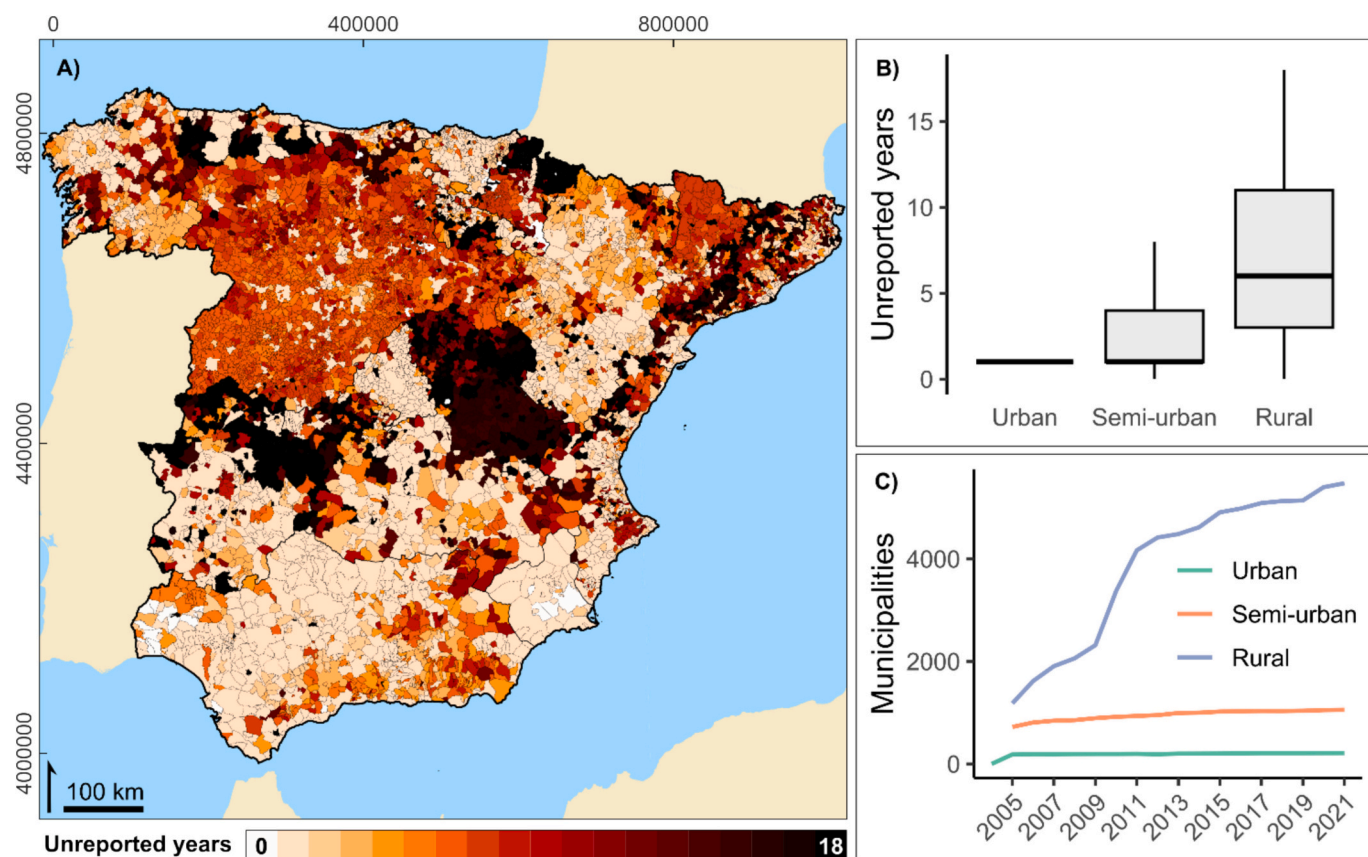 0 400000 800000
A)
4800000
4400000
4000000
100 km
Unreported years 0 18
B)
Unreported years
15
10
5
0
Urban Semi-urban Rural
C)
Municipalities
4000
2000
0
Urban
Semi-urban
Rural
2005 2007 2009 2011 2013 2015 2017 2019 2021